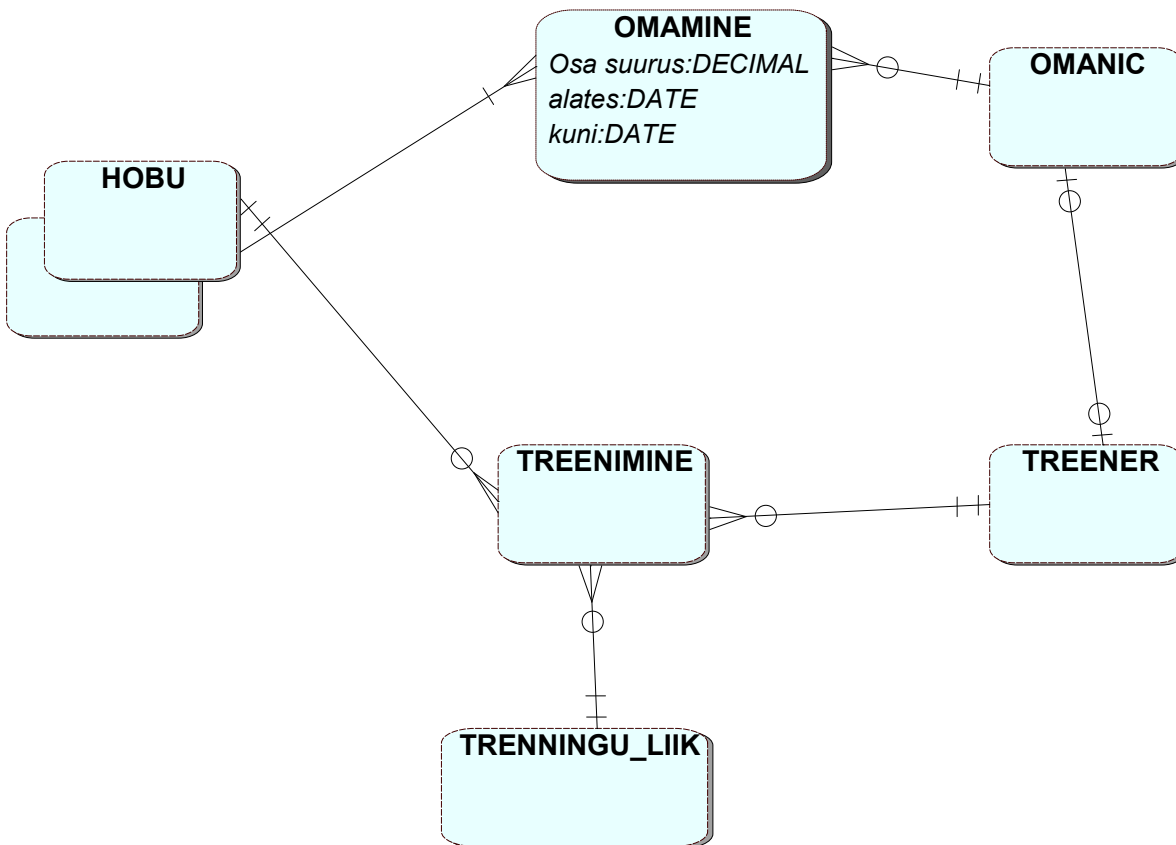 OMAMINE
Osa suurus:DECIMAL
alates:DATE
kuni:DATE
OMANIC
HOBU
TREENIMINE
TREENER
TRENNINGU_LIIK